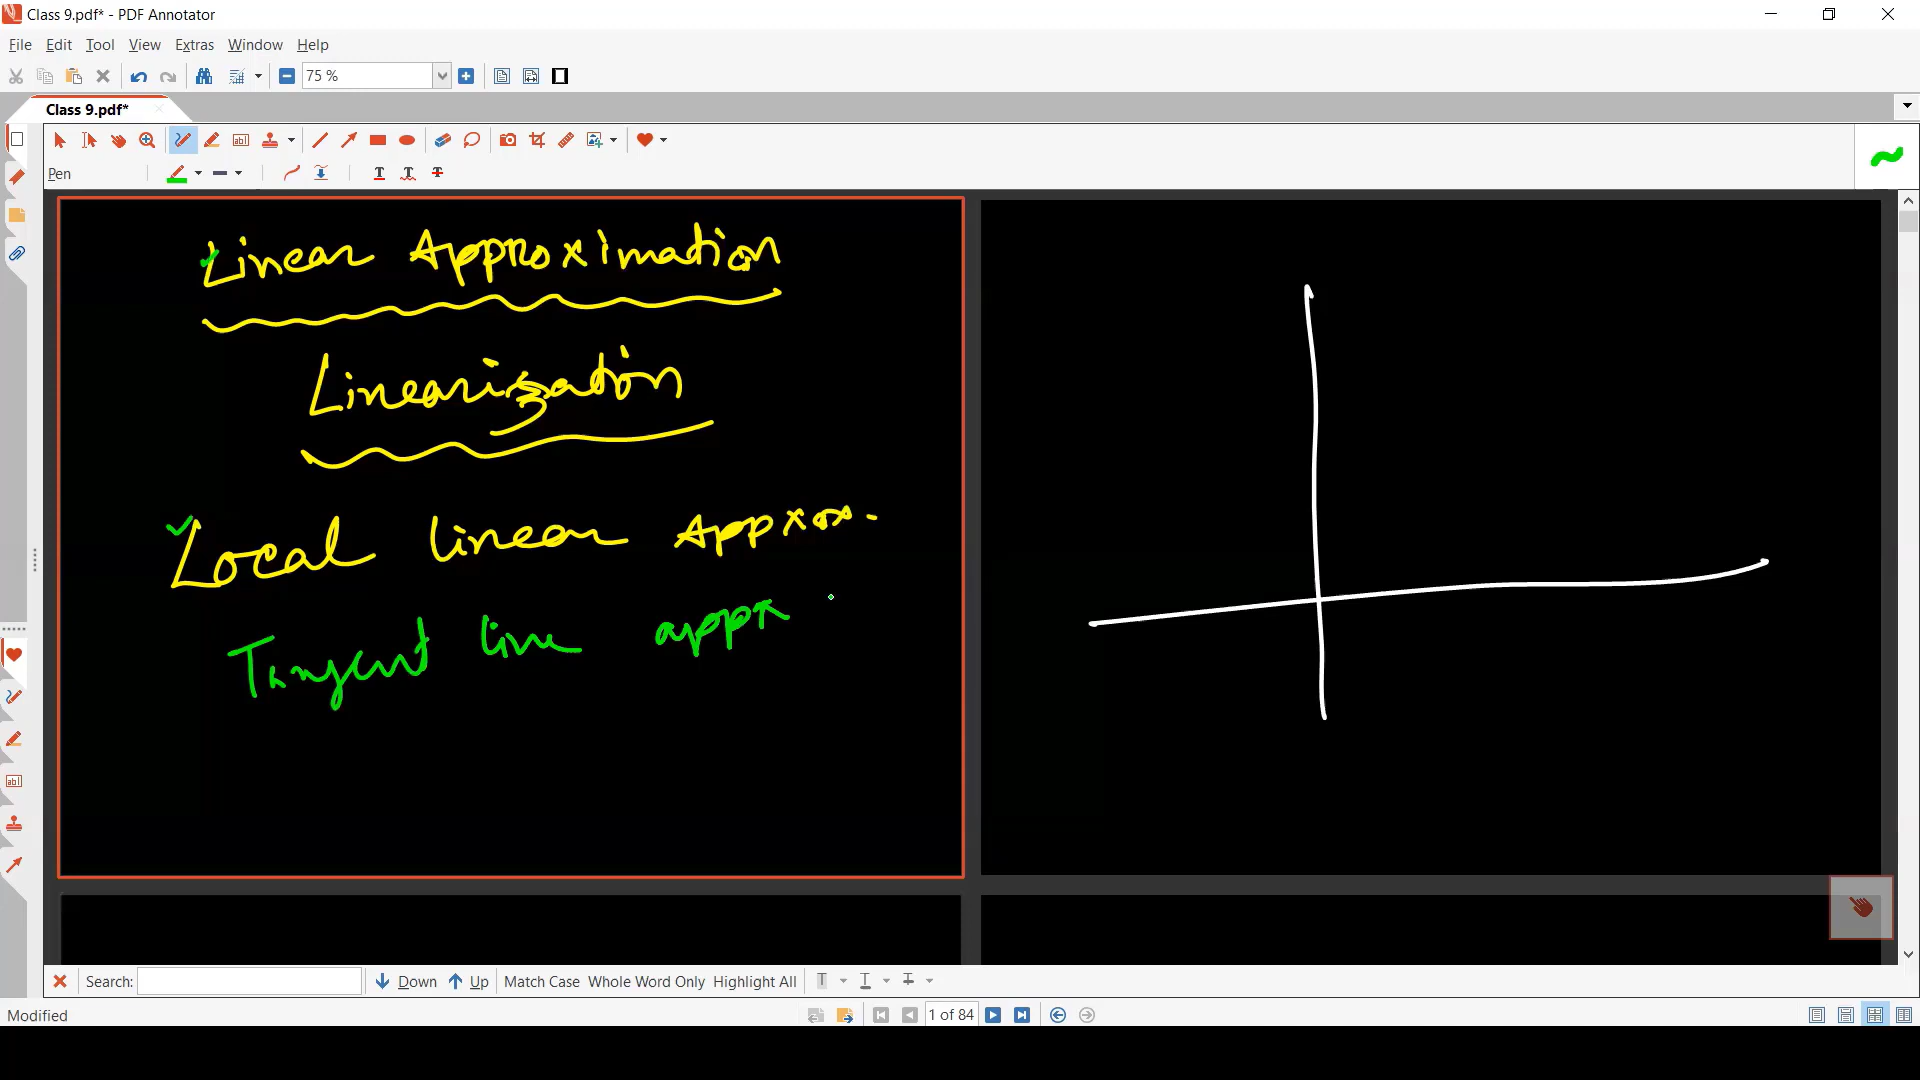 Class 9.pdf* - PDF Annotator
File Edit Tool View Extras Window Help
75 %
Class 9.pdf*
Pen
Linear Approximation
Linearization
Local linear Approx.
Tangent line appx
Search: Down Up Match Case Whole Word Only Highlight All
Modified 1 of 84